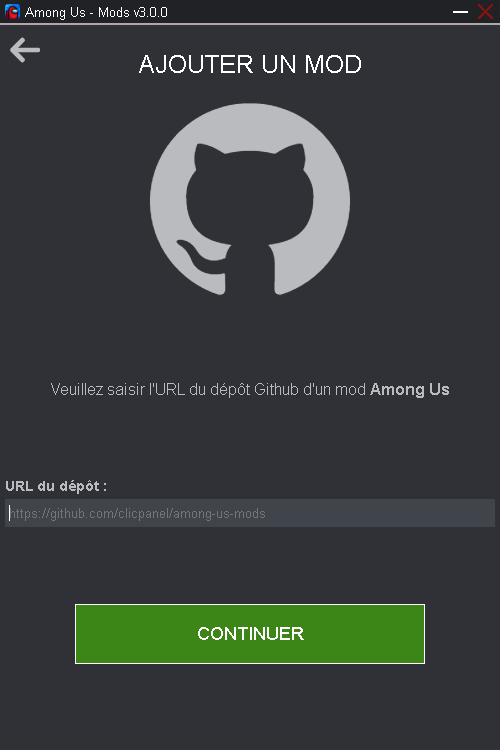 Among Us - Mods v3.0.0
AJOUTER UN MOD
Veuillez saisir l'URL du dépôt Github d'un mod Among Us
URL du dépôt :
https://github.com/clicpanel/among-us-mods
CONTINUER